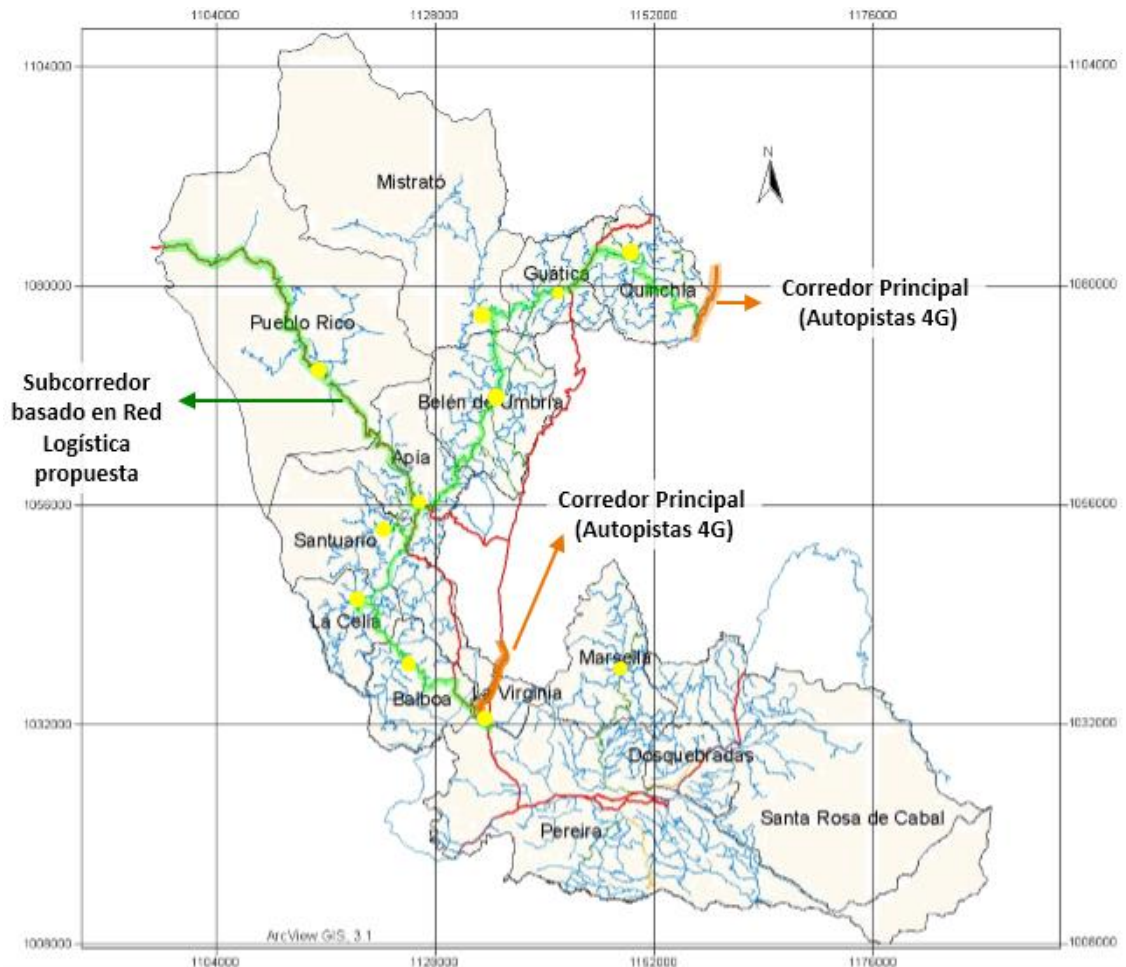 1104000 1128000 1152000 1176000
1104000 1104000
N
Mistrató
Guática
1080000 Quinchía 1080000
Corredor Principal
(Autopistas 4G)
Pueblo Rico
Subcorredor
basado en Red
Logística
propuesta
Belén de Umbría
Apía
1056000 1056000
Corredor Principal
(Autopistas 4G)
Santuario
La Celia
Marsella
Balboa
La Virginia
1032000 1032000
Dosquebradas
Santa Rosa de Cabal
Pereira
ArcView GIS, 3.1
1008000 1008000
1104000 1128000 1152000 1176000